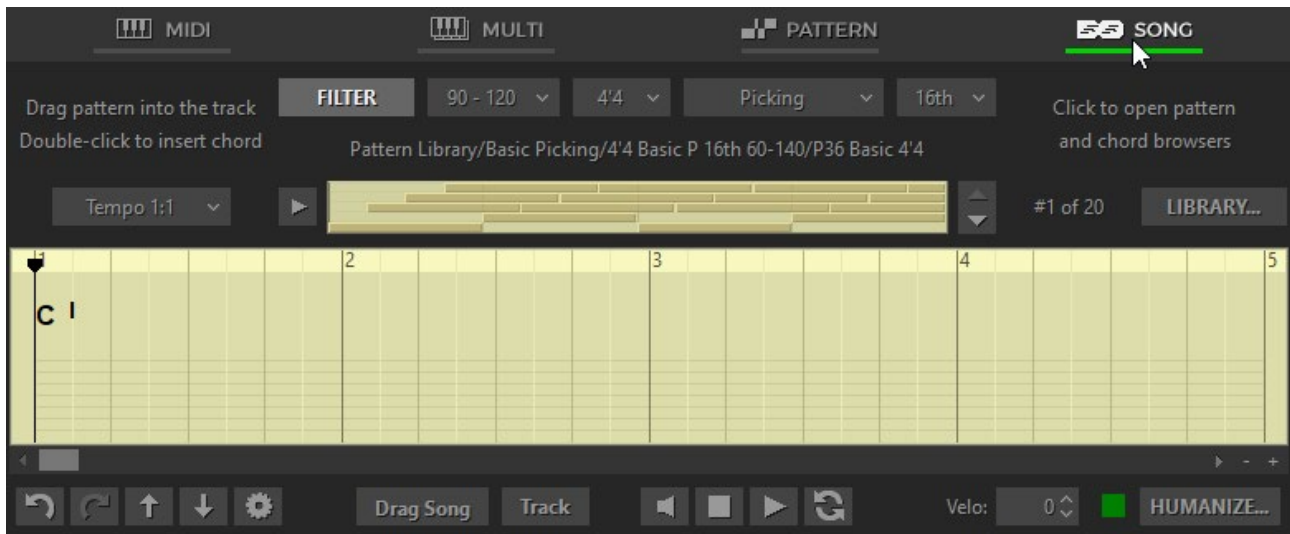 MIDI MULTI PATTERN SONG
Drag pattern into the track
Double-click to insert chord
FILTER 90 - 120 4'4 Picking 16th
Click to open pattern
and chord browsers
Pattern Library/Basic Picking/4'4 Basic P 16th 60-140/P36 Basic 4'4
Tempo 1:1 #1 of 20 LIBRARY...
1 2 3 4 5
C I
- +
Drag Song Track Velo: 0 HUMANIZE...